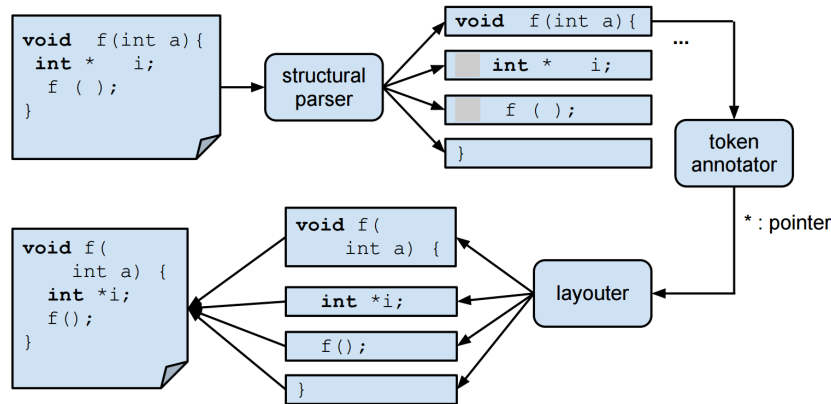 void  f(int a){
 int *   i;
  f ( );
}
structural
parser
void  f(int a){
int *   i;
f ( );
}
...
token
annotator
* : pointer
layouter
void f(
    int a) {
int *i;
f();
}
void f(
    int a) {
  int *i;
  f();
}